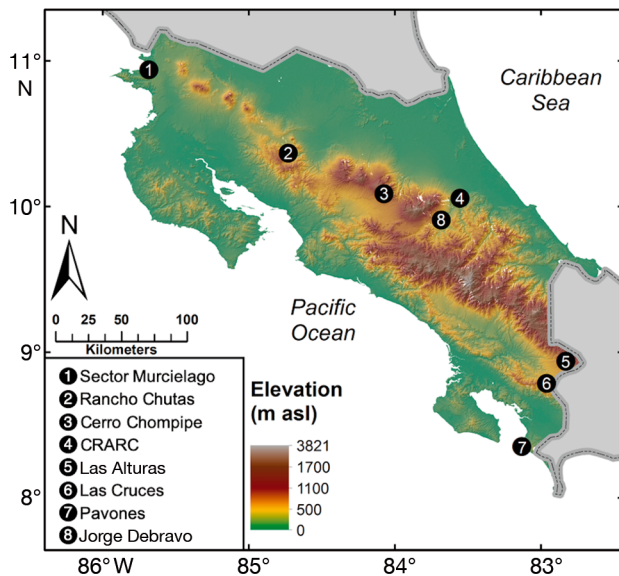 11°
N
10°
9°
8°
86° W
85°
84°
83°
Caribbean
Sea
Pacific
Ocean
N
0 25 50 100
Kilometers
1
2
3
4
8
5
6
7
1 Sector Murcielago
2 Rancho Chutas
3 Cerro Chompipe
4 CRARC
5 Las Alturas
6 Las Cruces
7 Pavones
8 Jorge Debravo
Elevation
(m asl)
3821
1700
1100
500
0